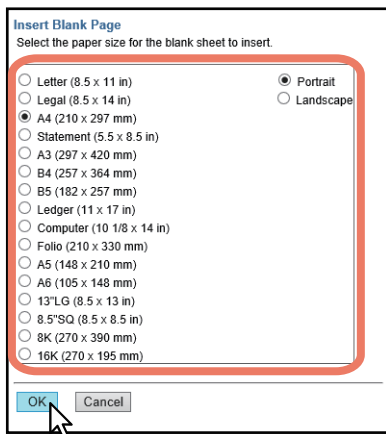 Insert Blank Page
Select the paper size for the blank sheet to insert.
Letter (8.5 x 11 in)
Portrait
Legal (8.5 x 14 in)
Landscape
A4 (210 x 297 mm)
Statement (5.5 x 8.5 in)
A3 (297 x 420 mm)
B4 (257 x 364 mm)
B5 (182 x 257 mm)
Ledger (11 x 17 in)
Computer (10 1/8 x 14 in)
Folio (210 x 330 mm)
A5 (148 x 210 mm)
A6 (105 x 148 mm)
13"LG (8.5 x 13 in)
8.5"SQ (8.5 x 8.5 in)
8K (270 x 390 mm)
16K (270 x 195 mm)
OK
Cancel